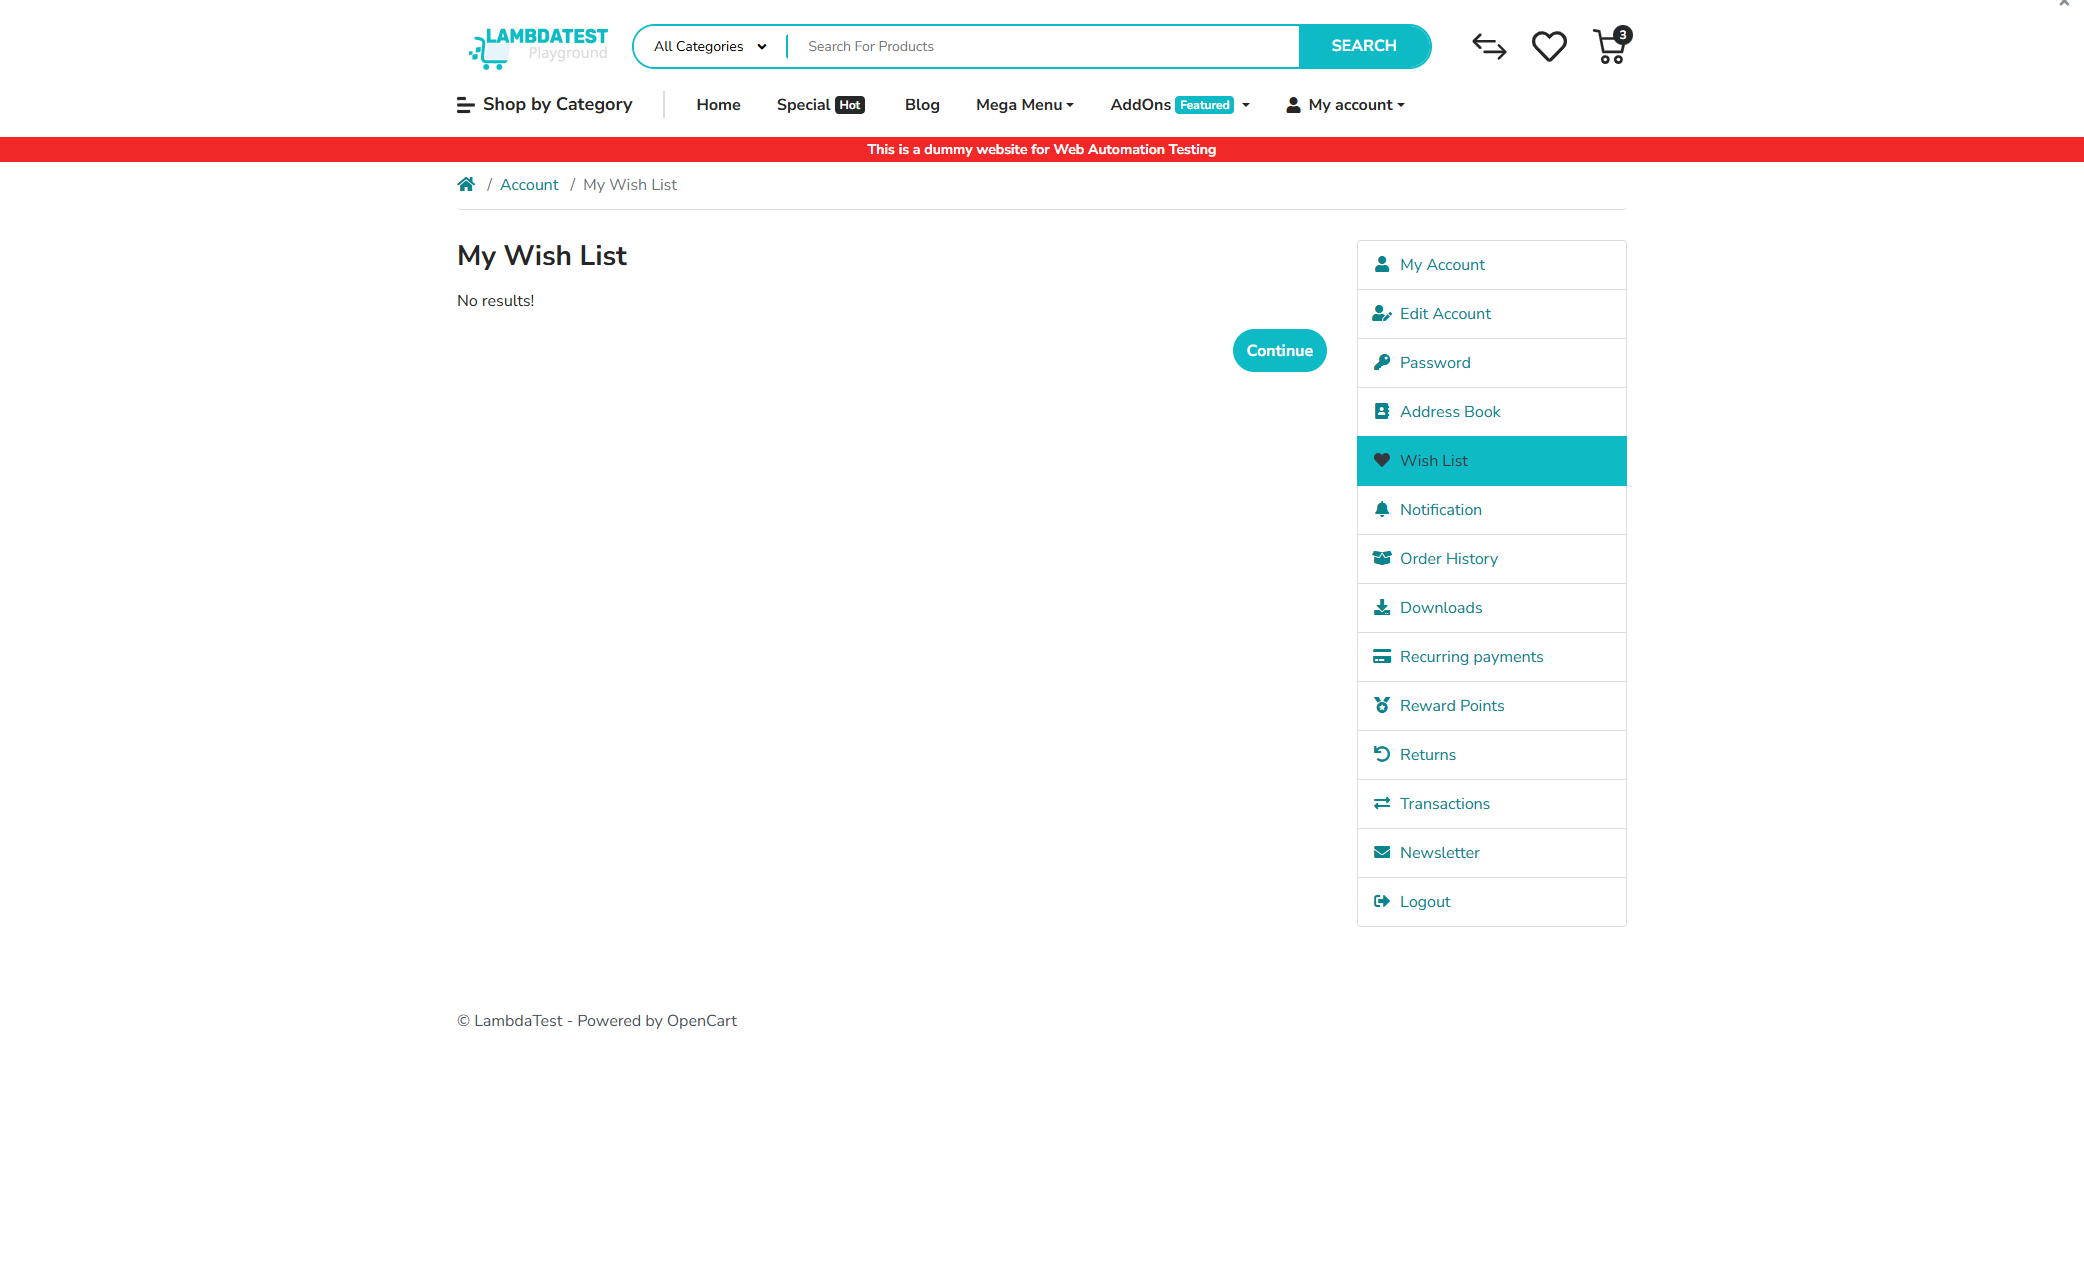 LAMBDATEST
Playground
All Categories
Search For Products
SEARCH
3
Shop by Category
Home
Special Hot
Blog
Mega Menu
AddOns Featured
My account
This is a dummy website for Web Automation Testing
/ Account / My Wish List
My Wish List
No results!
Continue
My Account
Edit Account
Password
Address Book
Wish List
Notification
Order History
Downloads
Recurring payments
Reward Points
Returns
Transactions
Newsletter
Logout
© LambdaTest - Powered by OpenCart